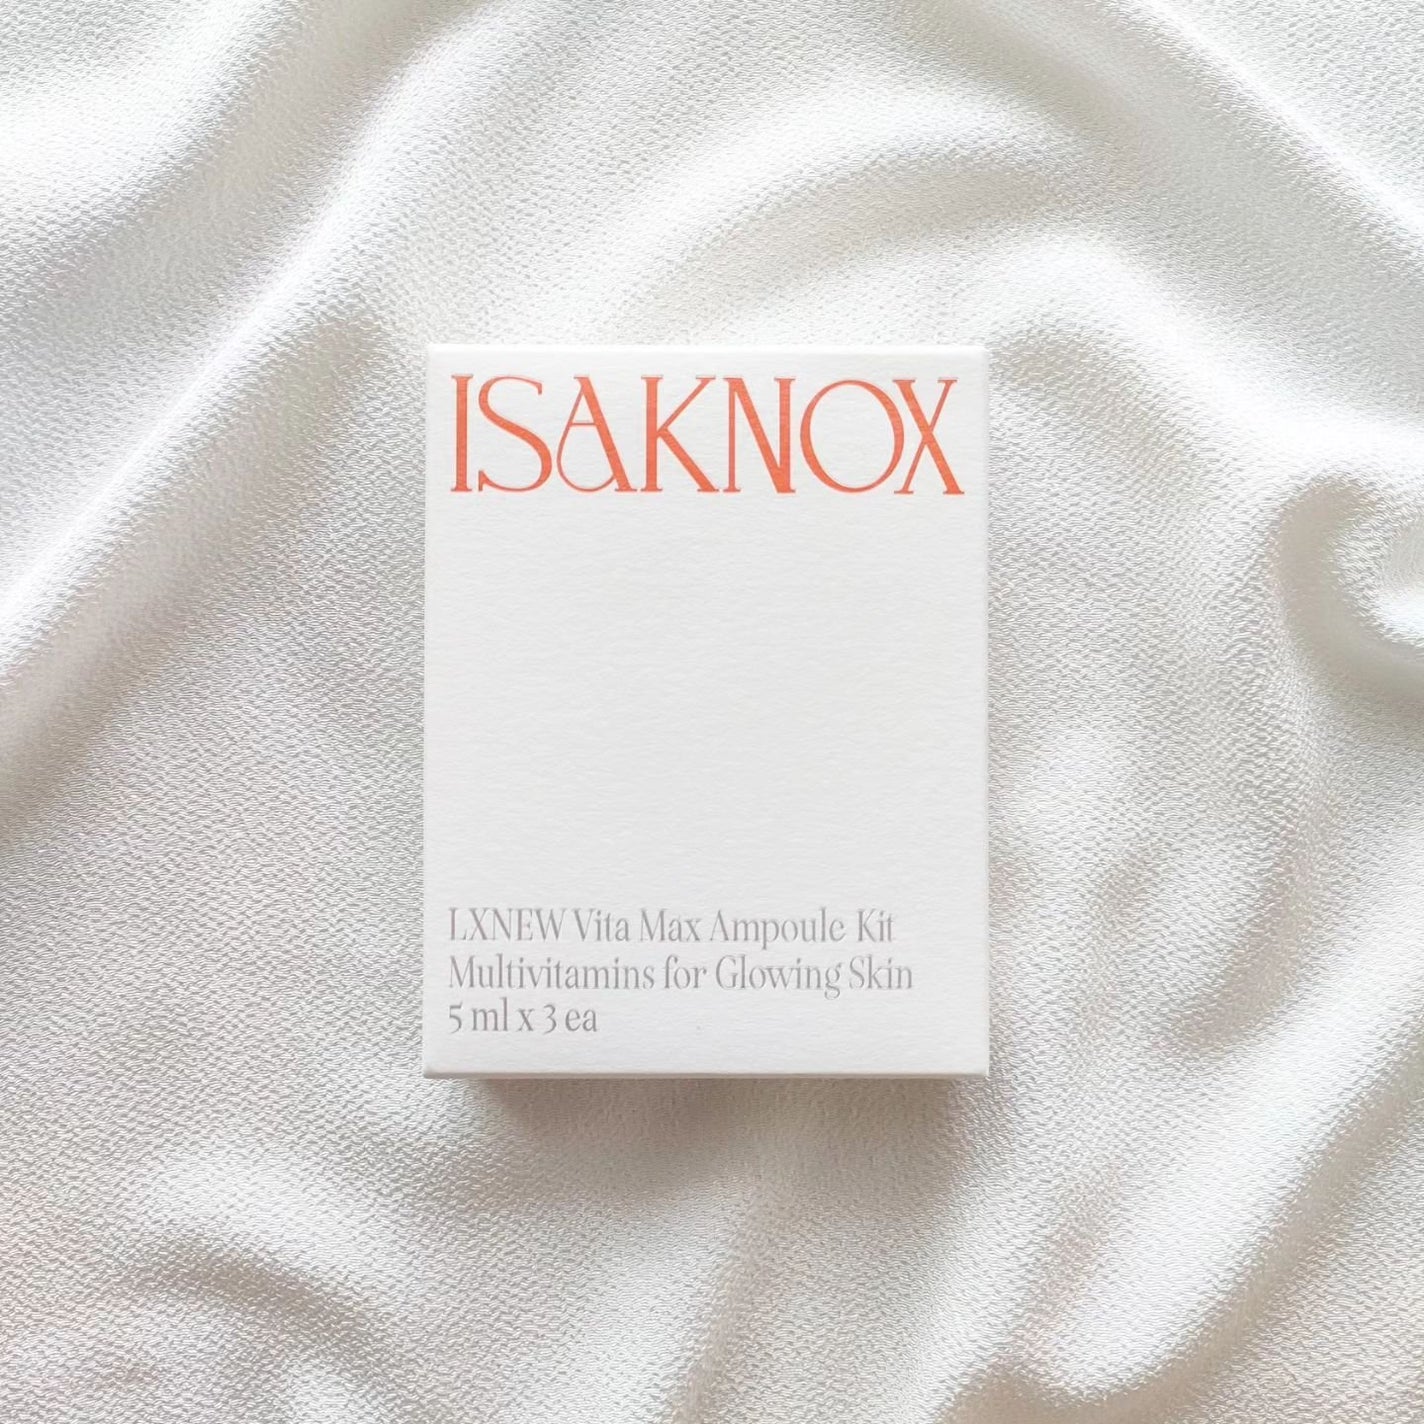 ISAKNOX
LXNEW Vita Max Ampoule Kit
Multivitamins for Glowing Skin
5 ml x 3 ea